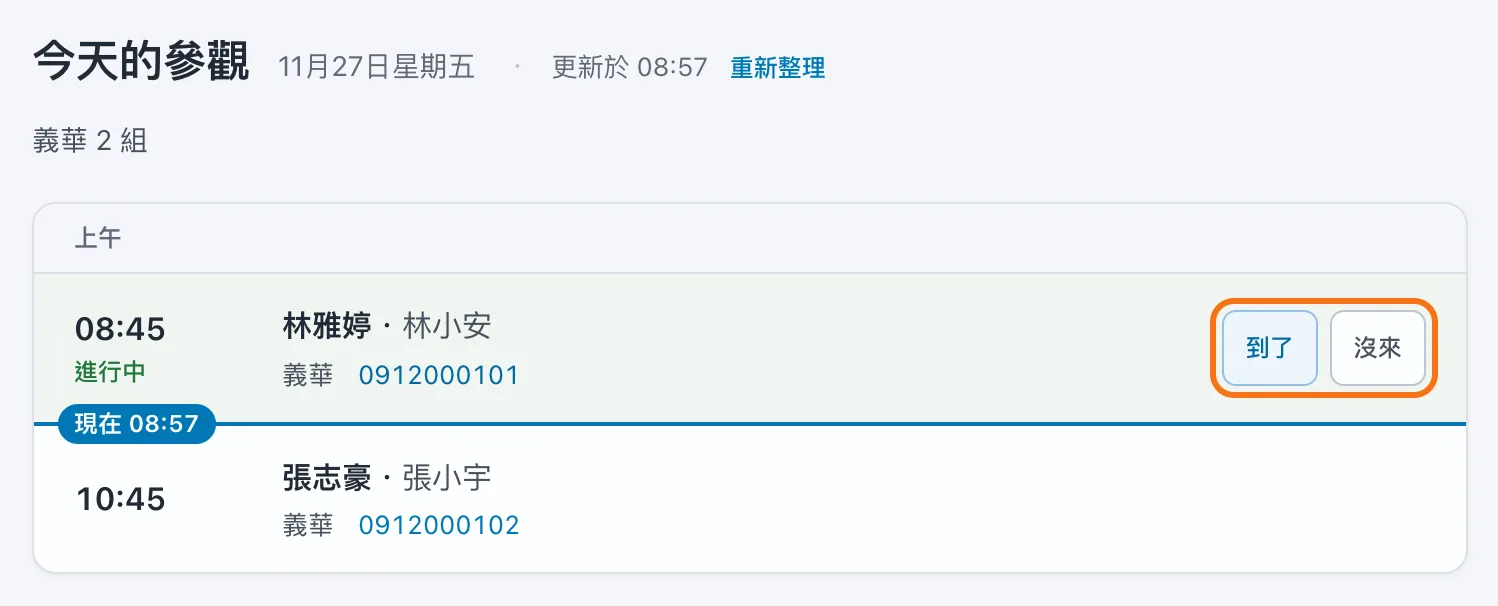 今天的參觀 11月27日星期五 · 更新於 08:57 重新整理
義華 2 組
上午
08:45 林雅婷 · 林小安 到了 沒來
進行中 義華 0912000101
現在 08:57
10:45 張志豪 · 張小宇
義華 0912000102